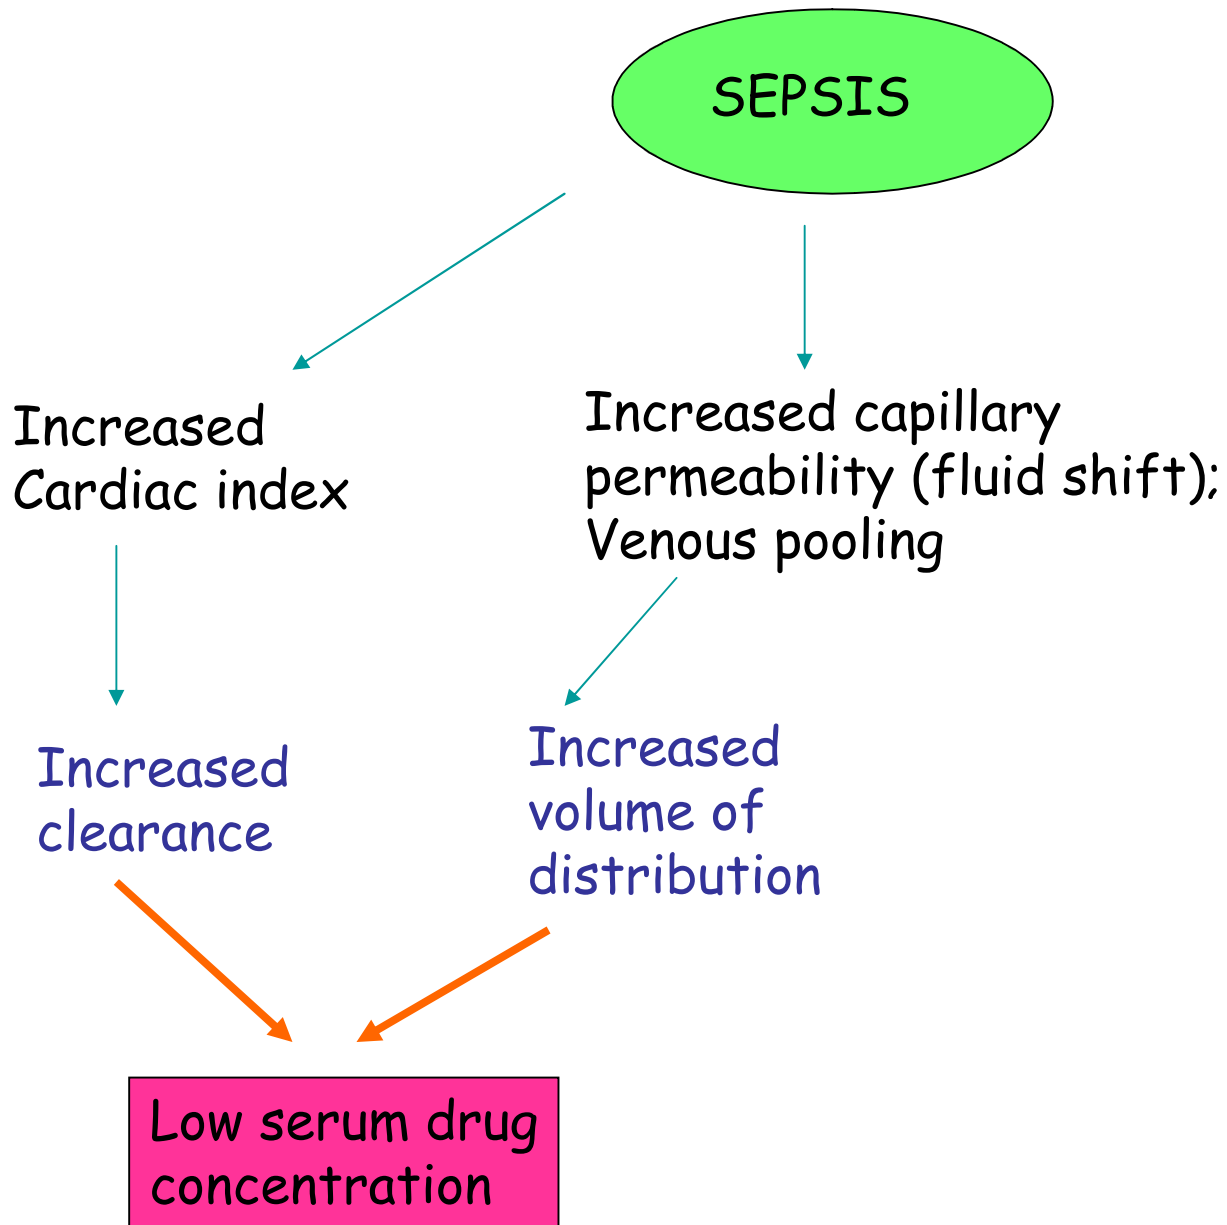 SEPSIS
Increased
Cardiac index
Increased capillary
permeability (fluid shift);
Venous pooling
Increased
clearance
Increased
volume of
distribution
Low serum drug
concentration